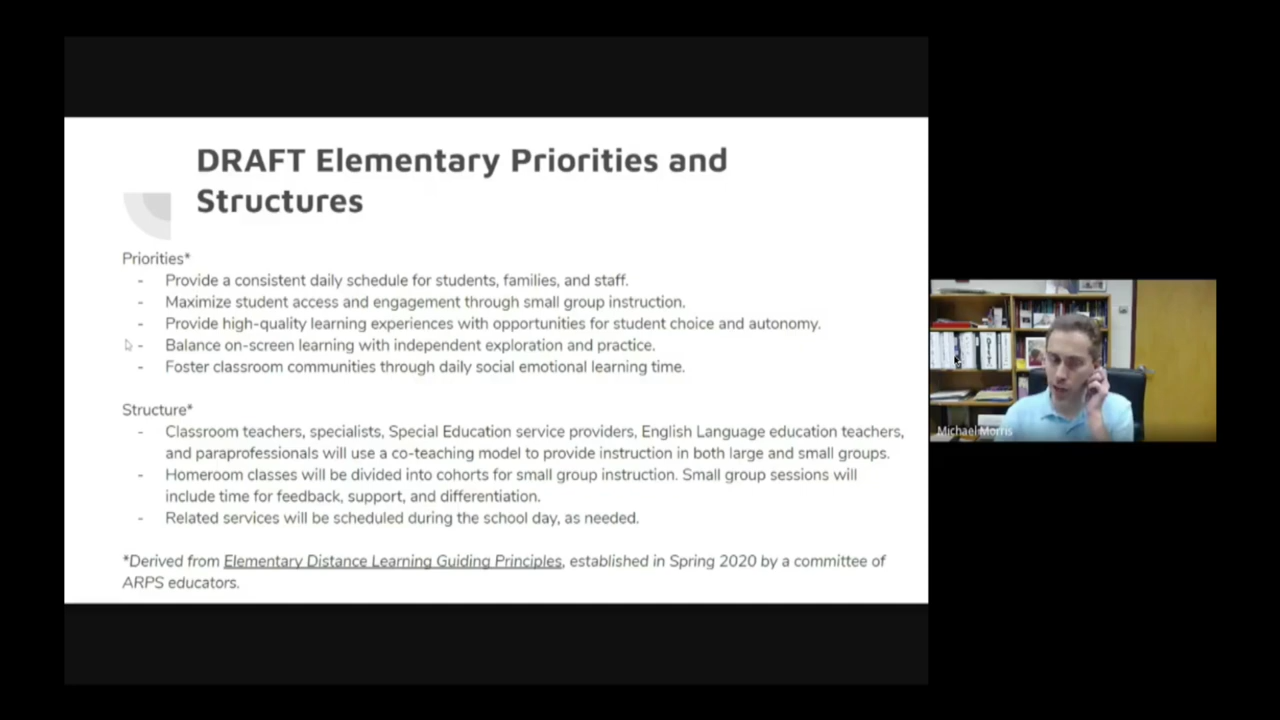 DRAFT Elementary Priorities and
Structures
Priorities*
- Provide a consistent daily schedule for students, families, and staff.
- Maximize student access and engagement through small group instruction.
- Provide high-quality learning experiences with opportunities for student choice and autonomy.
- Balance on-screen learning with independent exploration and practice.
- Foster classroom communities through daily social emotional learning time.
Structure*
- Classroom teachers, specialists, Special Education service providers, English Language education teachers,
and paraprofessionals will use a co-teaching model to provide instruction in both large and small groups.
- Homeroom classes will be divided into cohorts for small group instruction. Small group sessions will
include time for feedback, support, and differentiation.
- Related services will be scheduled during the school day, as needed.
*Derived from Elementary Distance Learning Guiding Principles, established in Spring 2020 by a committee of
ARPS educators.
Michael Morris